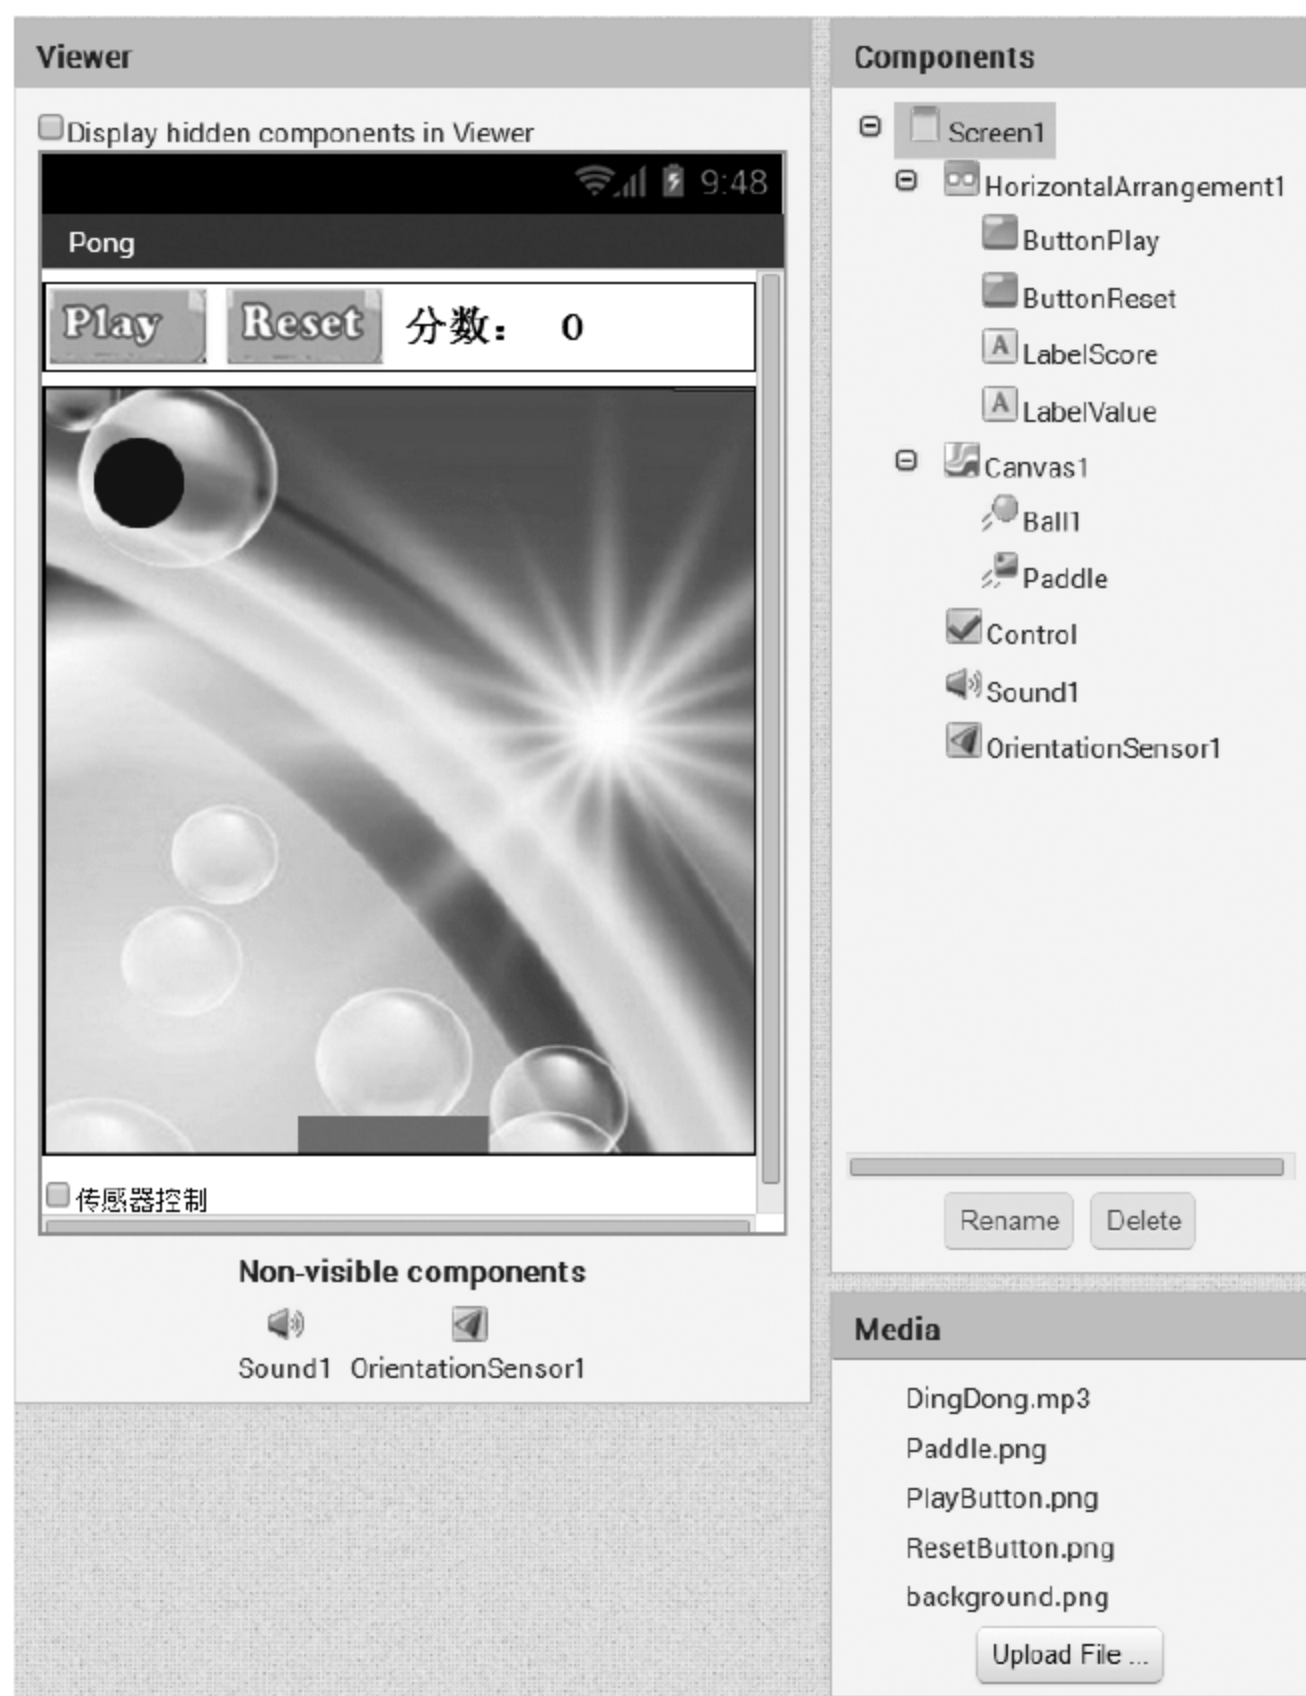 Viewer
Display hidden components in Viewer
9:48
Pong
Play Reset 分数： 0
传感器控制
Non-visible components
Sound1 OrientationSensor1
Components
Screen1
HorizontalArrangement1
ButtonPlay
ButtonReset
A LabelScore
A LabelValue
Canvas1
Ball1
Paddle
Control
Sound1
OrientationSensor1
Rename Delete
Media
DingDong.mp3
Paddle.png
PlayButton.png
ResetButton.png
background.png
Upload File ...